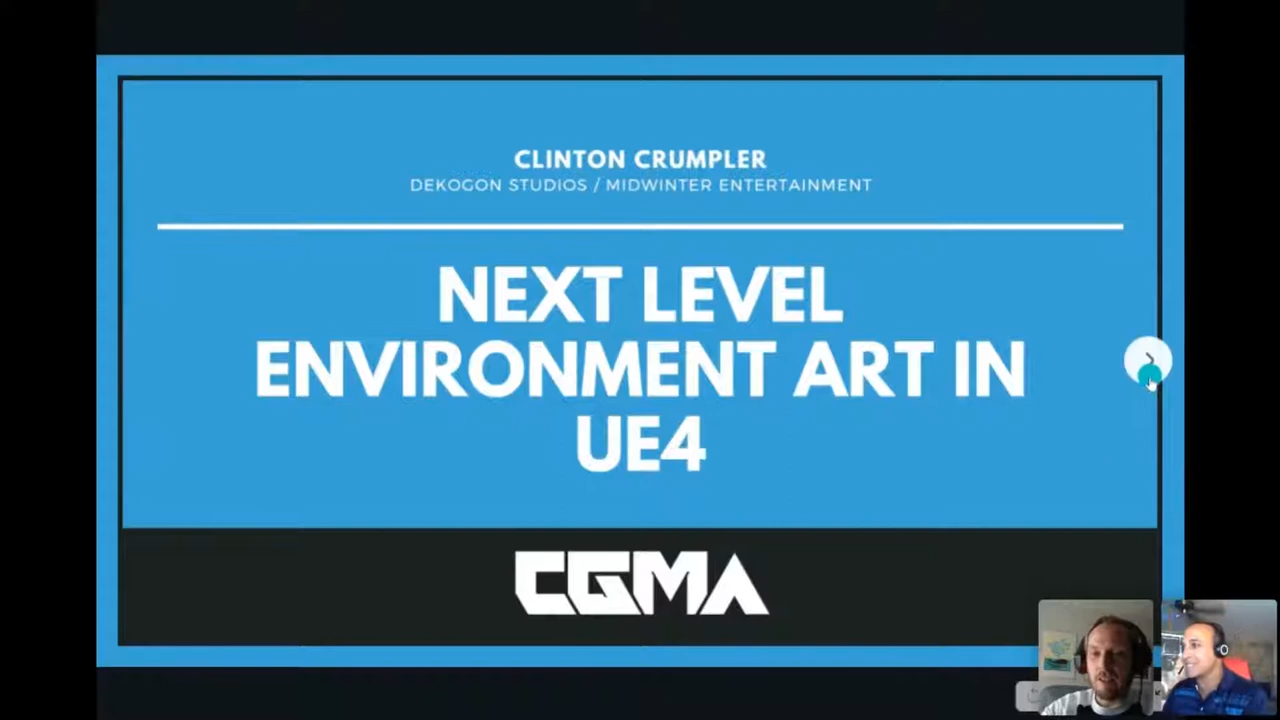 CLINTON CRUMPLER
DEKOGON STUDIOS / MIDWINTER ENTERTAINMENT
NEXT LEVEL
ENVIRONMENT ART IN
UE4
CGMA